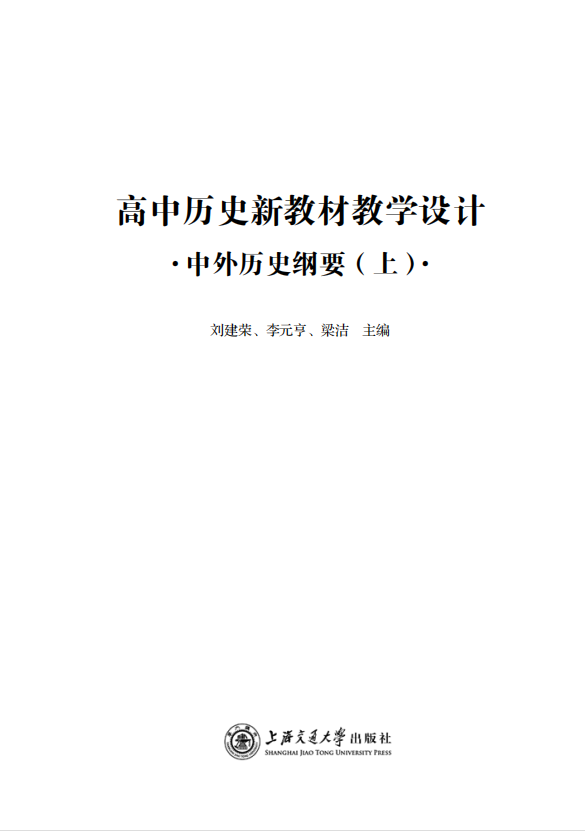 高中历史新教材教学设计
·中外历史纲要（上）·
刘建荣、李元亨、梁洁　主编
上海交通大学出版社
SHANGHAI JIAO TONG UNIVERSITY PRESS